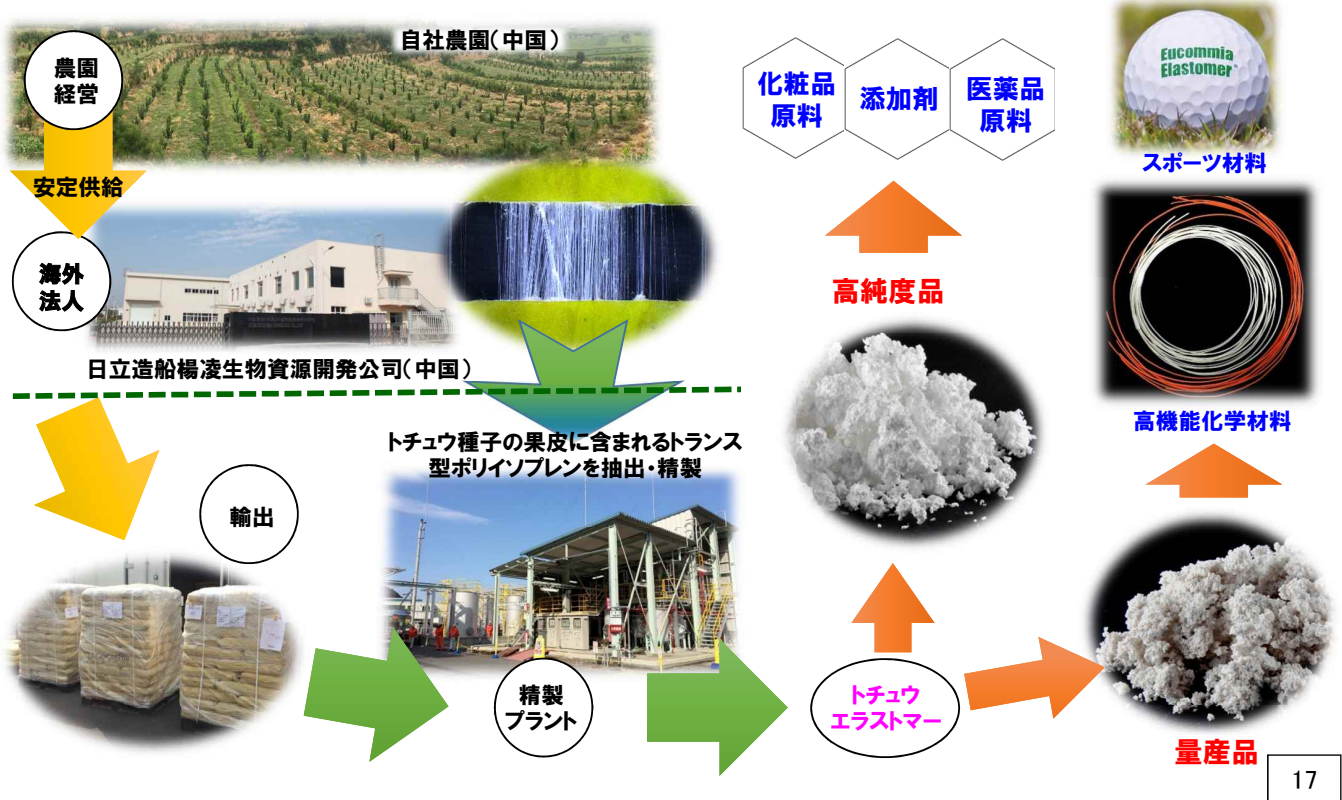 自社農園(中国)
農園
経営
安定供給
海外
法人
日立造船楊凌生物資源開発公司(中国)
輸出
トチュウ種子の果皮に含まれるトランス
型ポリイソプレンを抽出・精製
精製
プラント
トチュウ
エラストマー
高純度品
化粧品
原料
添加剤
医薬品
原料
Eucommia
Elastomer
スポーツ材料
高機能化学材料
量産品
17